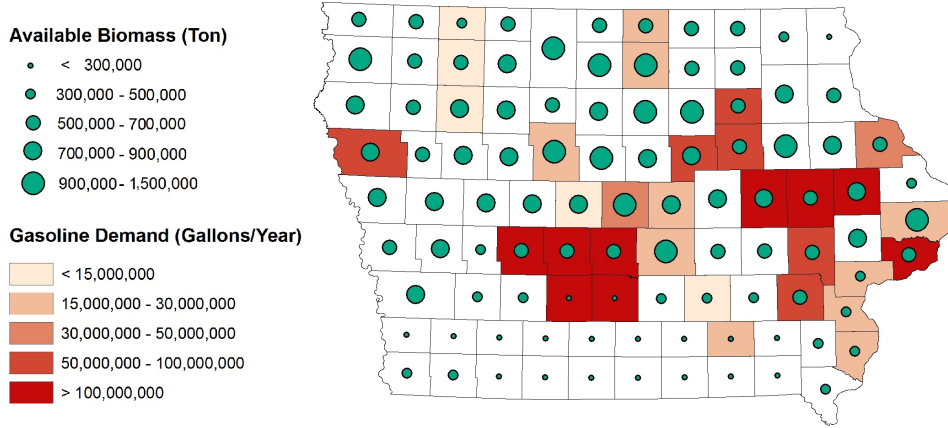 Available Biomass (Ton)
< 300,000
300,000 - 500,000
500,000 - 700,000
700,000 - 900,000
900,000- 1,500,000
Gasoline Demand (Gallons/Year)
< 15,000,000
15,000,000 - 30,000,000
30,000,000 - 50,000,000
50,000,000 - 100,000,000
> 100,000,000